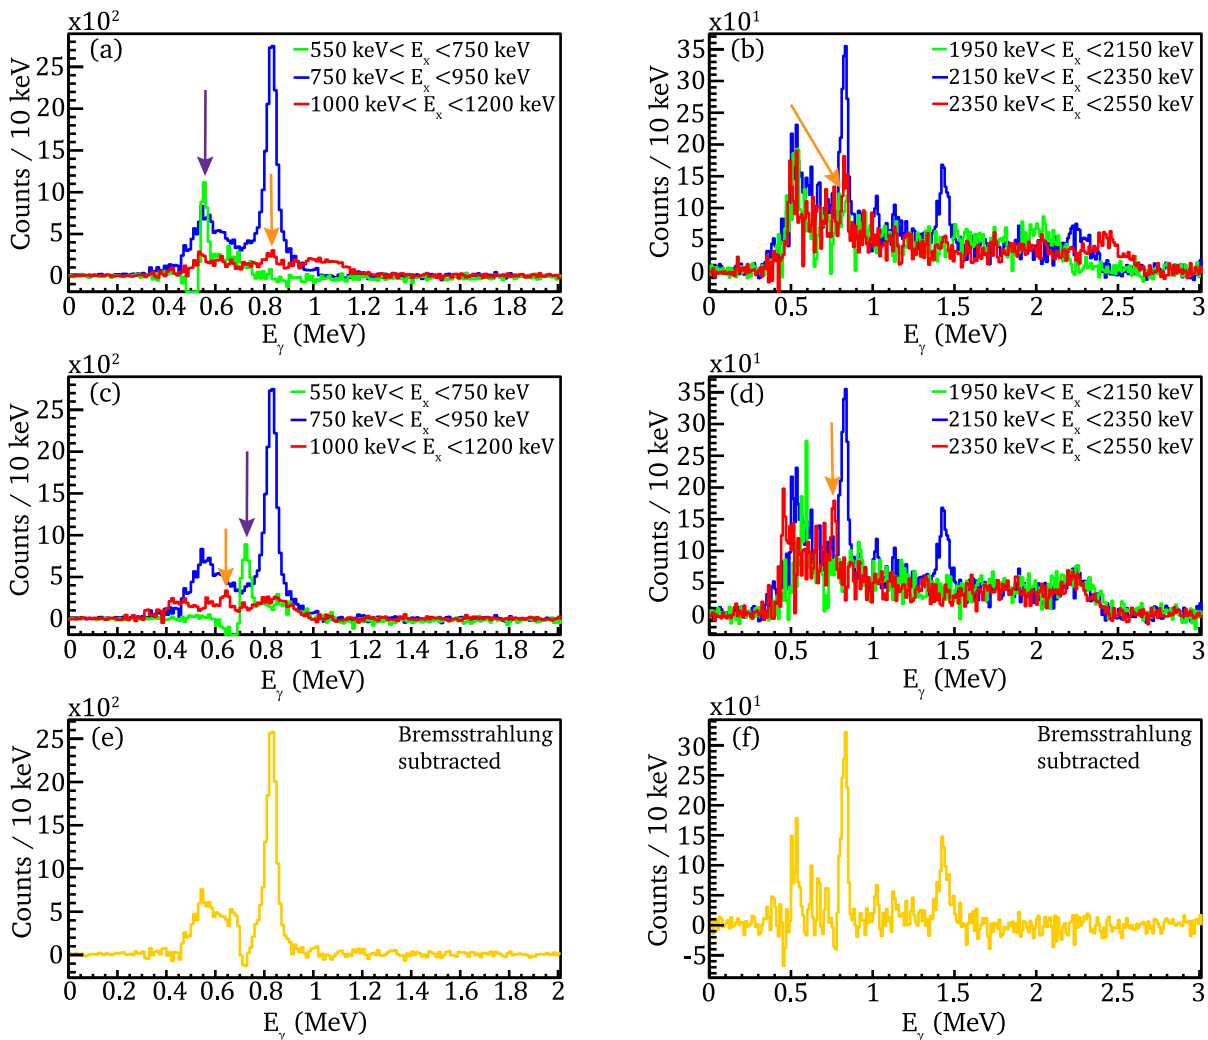 x10²
(a)
550 keV< Eₓ <750 keV
750 keV< Eₓ <950 keV
1000 keV< Eₓ <1200 keV
Counts / 10 keV
25
20
15
10
5
0
0 0.2 0.4 0.6 0.8 1 1.2 1.4 1.6 1.8 2
Eᵧ (MeV)
x10¹
(b)
1950 keV< Eₓ <2150 keV
2150 keV< Eₓ <2350 keV
2350 keV< Eₓ <2550 keV
Counts / 10 keV
35
30
25
20
15
10
5
0
0 0.5 1 1.5 2 2.5 3
Eᵧ (MeV)
x10²
(c)
550 keV< Eₓ <750 keV
750 keV< Eₓ <950 keV
1000 keV< Eₓ <1200 keV
Counts / 10 keV
25
20
15
10
5
0
0 0.2 0.4 0.6 0.8 1 1.2 1.4 1.6 1.8 2
Eᵧ (MeV)
x10¹
(d)
1950 keV< Eₓ <2150 keV
2150 keV< Eₓ <2350 keV
2350 keV< Eₓ <2550 keV
Counts / 10 keV
35
30
25
20
15
10
5
0
0 0.5 1 1.5 2 2.5 3
Eᵧ (MeV)
x10²
(e)
Bremsstrahlung
subtracted
Counts / 10 keV
25
20
15
10
5
0
0 0.2 0.4 0.6 0.8 1 1.2 1.4 1.6 1.8 2
Eᵧ (MeV)
x10¹
(f)
Bremsstrahlung
subtracted
Counts / 10 keV
30
25
20
15
10
5
0
-5
0 0.5 1 1.5 2 2.5 3
Eᵧ (MeV)